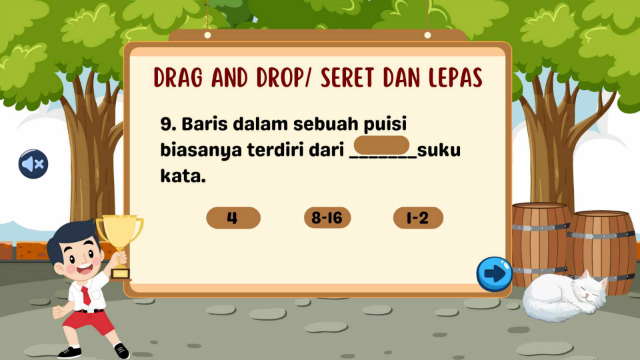 DRAG AND DROP/ SERET DAN LEPAS
9. Baris dalam sebuah puisi
biasanya terdiri dari _______suku
kata.
4
8-16
1-2